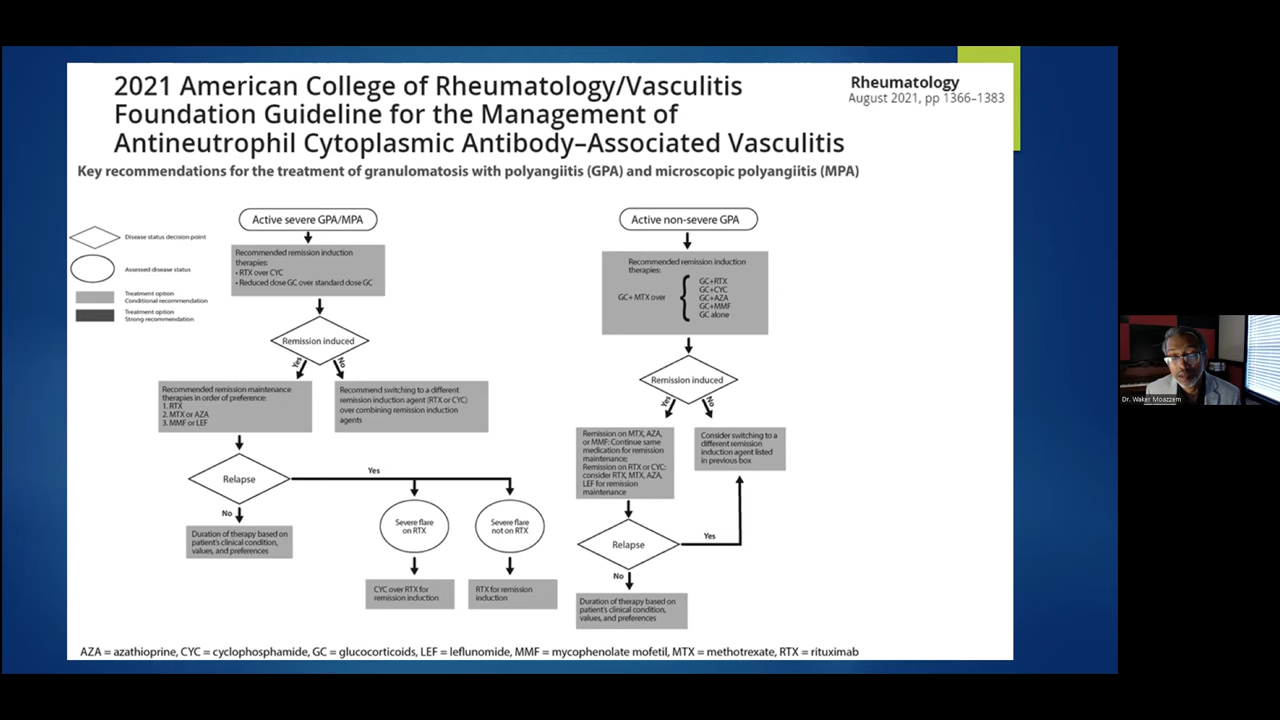 2021 American College of Rheumatology/Vasculitis
Foundation Guideline for the Management of
Antineutrophil Cytoplasmic Antibody–Associated Vasculitis
Rheumatology
August 2021, pp 1366–1383
Key recommendations for the treatment of granulomatosis with polyangiitis (GPA) and microscopic polyangiitis (MPA)
Disease status decision point
Assessed disease status
Treatment option
Conditional recommendation
Treatment option
Strong recommendation
Active severe GPA/MPA
Recommended remission induction
therapies:
• RTX over CYC
• Reduced dose GC over standard dose GC
Remission induced
Yes
No
Recommended remission maintenance
therapies in order of preference:
1. RTX
2. MTX or AZA
3. MMF or LEF
Recommend switching to a different
remission induction agent (RTX or CYC)
over combining remission induction
agents
Relapse
Yes
No
Duration of therapy based on
patient's clinical condition,
values, and preferences
Severe flare
on RTX
Severe flare
not on RTX
CYC over RTX for
remission induction
RTX for remission
induction
Active non-severe GPA
Recommended remission induction
therapies:
GC+ MTX over
GC+RTX
GC+CYC
GC+AZA
GC+MMF
GC alone
Remission induced
Yes
No
Remission on MTX, AZA,
or MMF: Continue same
medication for remission
maintenance;
Remission on RTX or CYC:
consider RTX, MTX, AZA,
LEF for remission
maintenance
Consider switching to a
different remission
induction agent listed
in previous box
Relapse
Yes
No
Duration of therapy based on
patient's clinical condition,
values, and preferences
AZA = azathioprine, CYC = cyclophosphamide, GC = glucocorticoids, LEF = leflunomide, MMF = mycophenolate mofetil, MTX = methotrexate, RTX = rituximab
Dr. Waker Moazzem